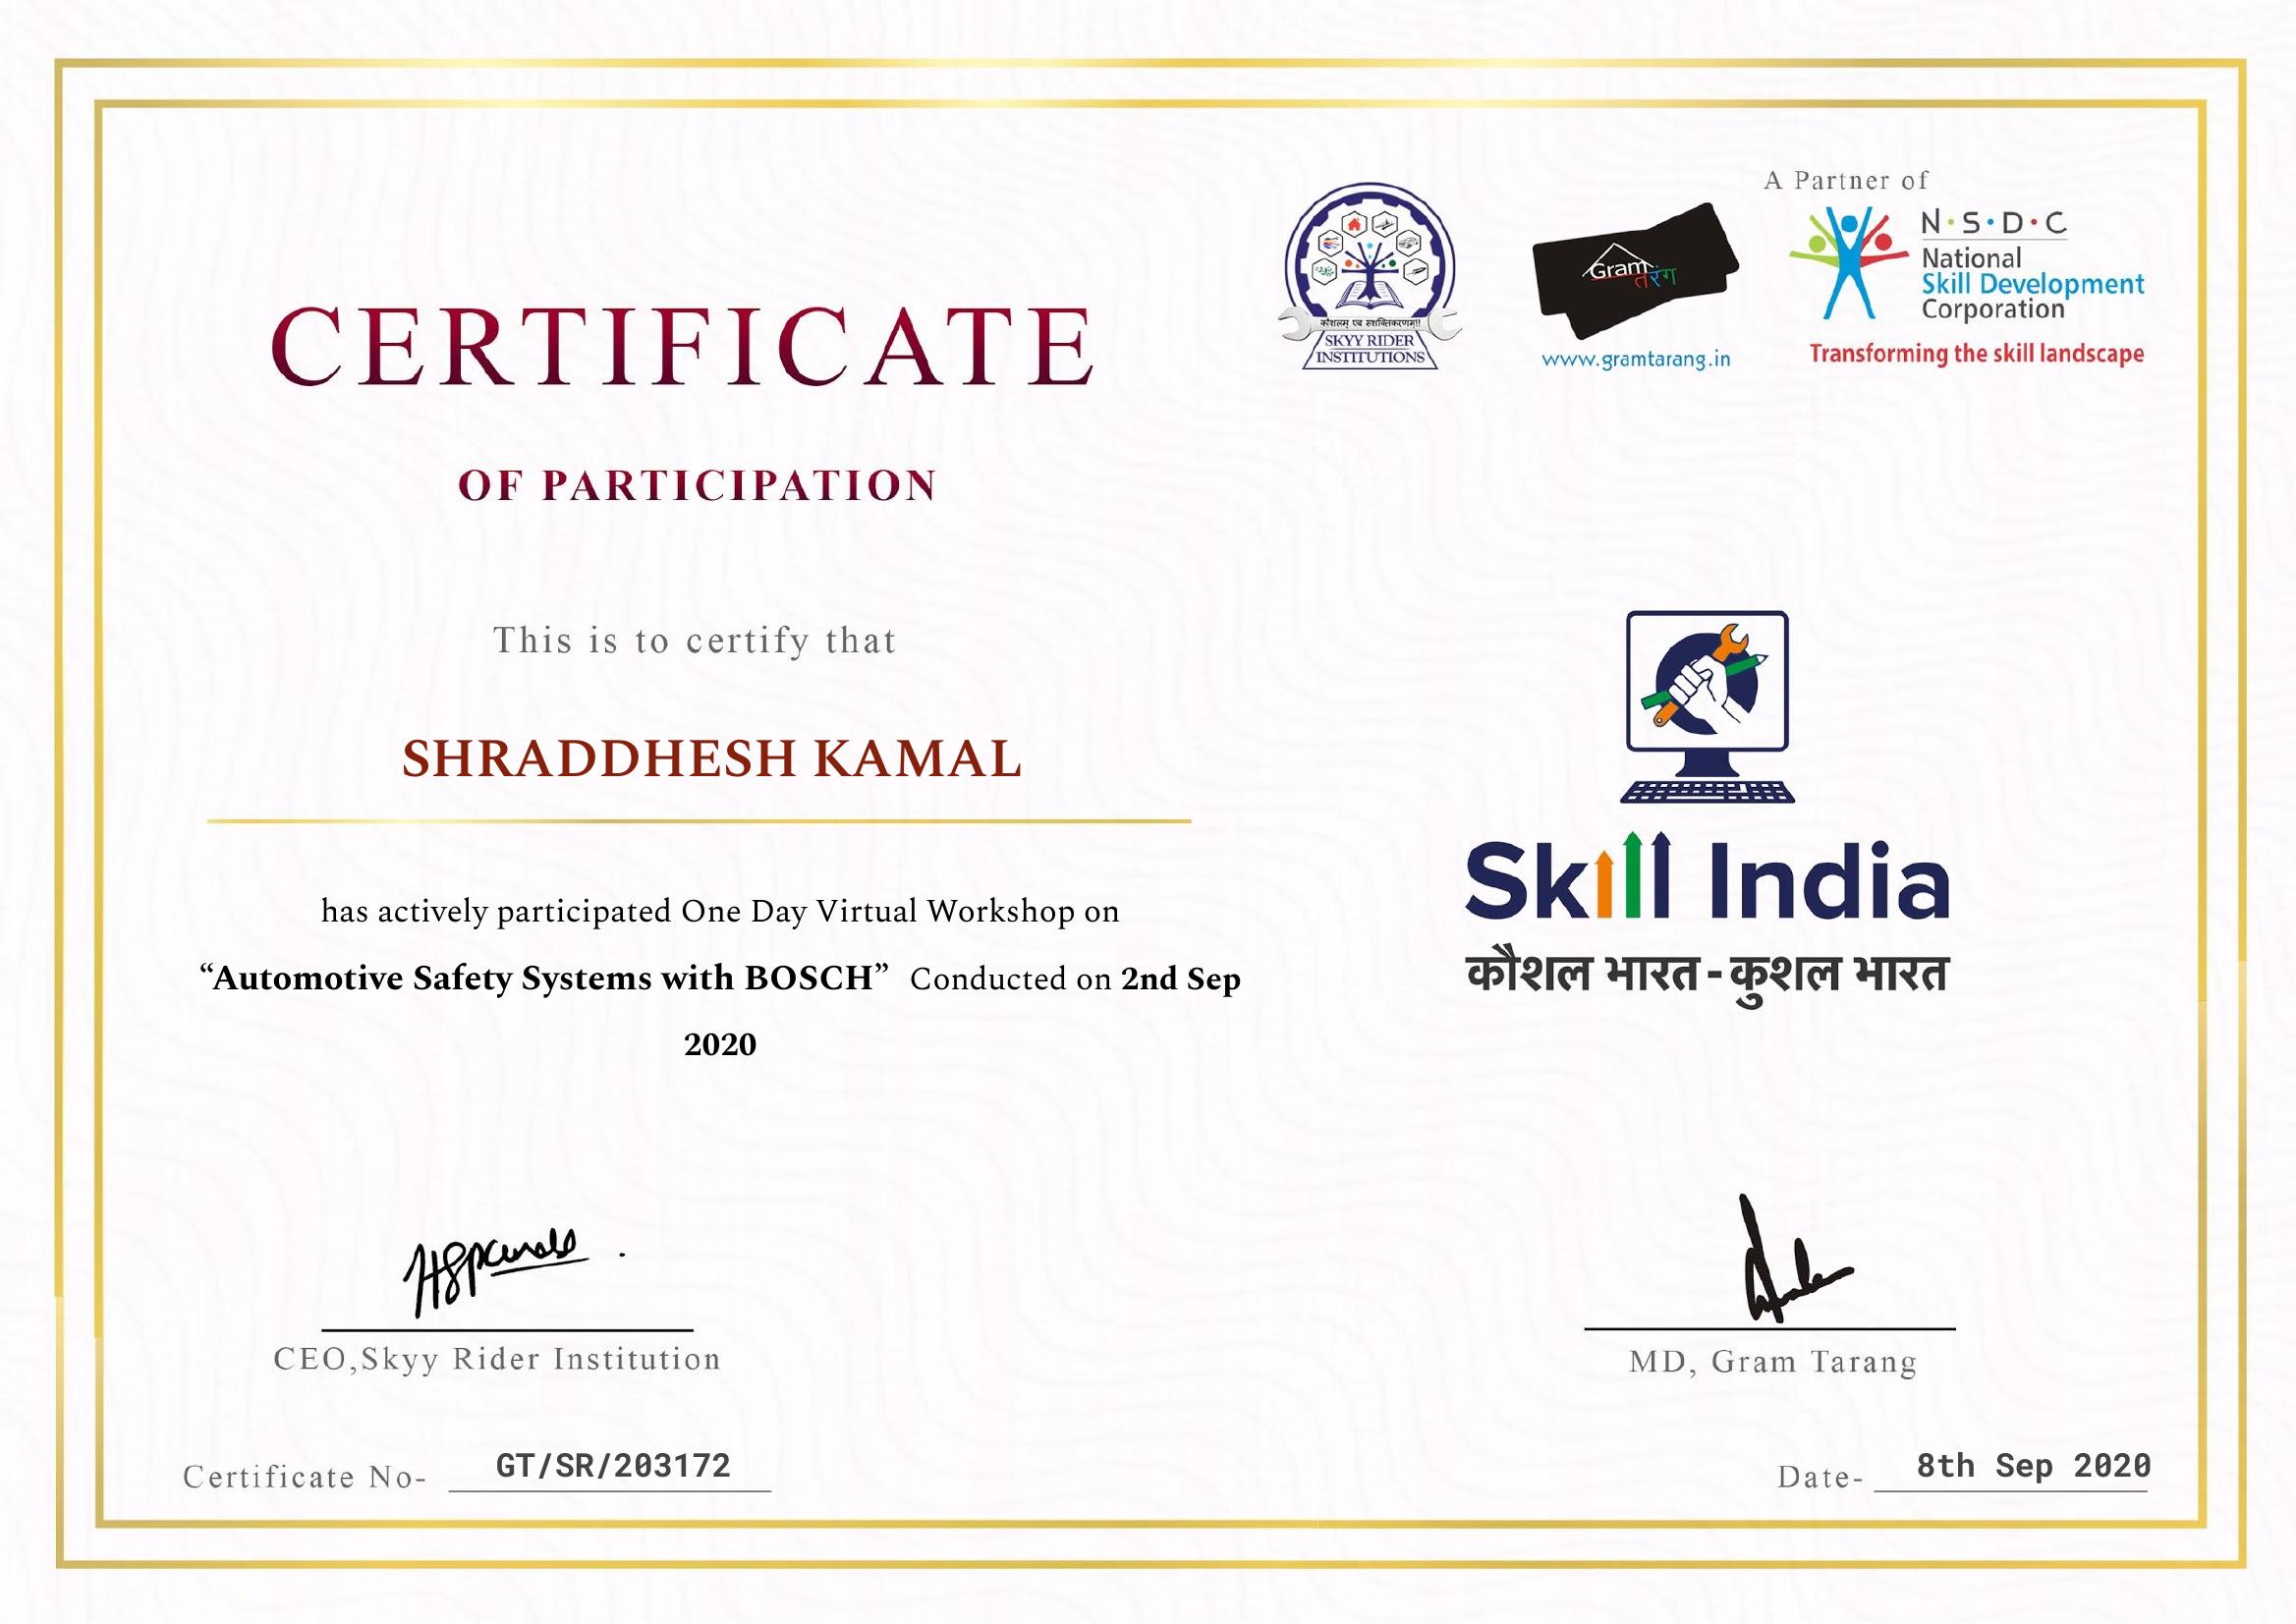 A Partner of
N·S·D·C
National
Skill Development
Corporation
Transforming the skill landscape
Gram
तरंग
www.gramtarang.in
कौशलम् एव सशक्तिकरणम्!!
SKYY RIDER
INSTITUTIONS
CERTIFICATE
OF PARTICIPATION
This is to certify that
SHRADDHESH KAMAL
has actively participated One Day Virtual Workshop on
“Automotive Safety Systems with BOSCH” Conducted on 2nd Sep
2020
Skill India
कौशल भारत-कुशल भारत
CEO,Skyy Rider Institution
MD, Gram Tarang
Certificate No- GT/SR/203172
Date- 8th Sep 2020